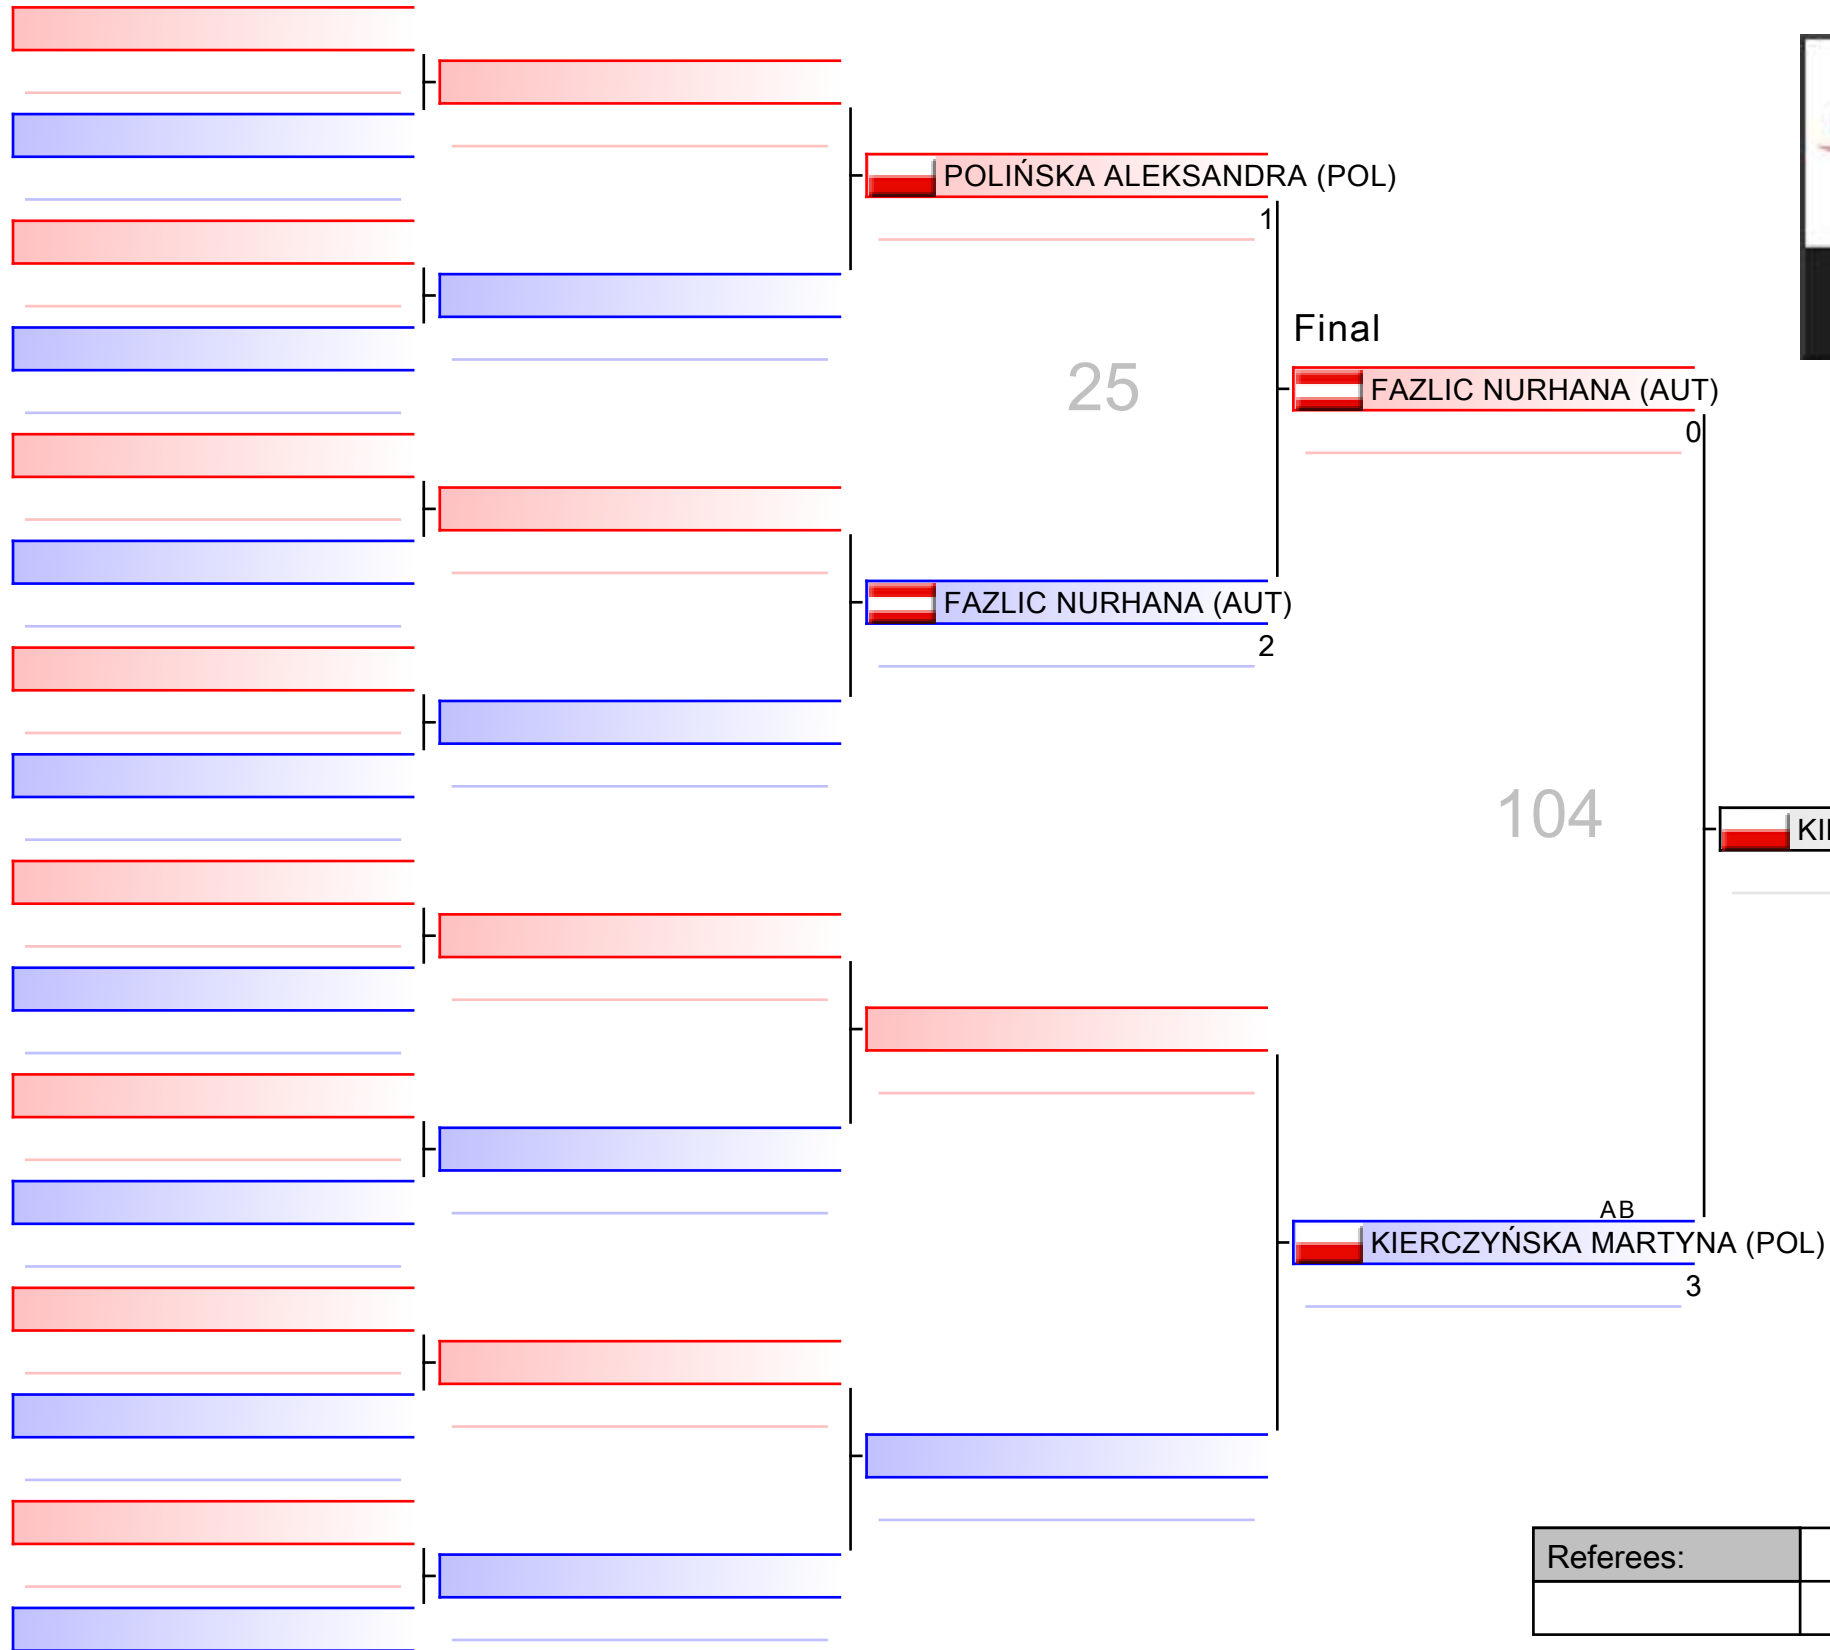 POLIŃSKA ALEKSANDRA (POL)
1
Final
25
FAZLIC NURHANA (AUT)
0
FAZLIC NURHANA (AUT)
2
104
AB
KIERCZYŃSKA MARTYNA (POL)
3
Referees: